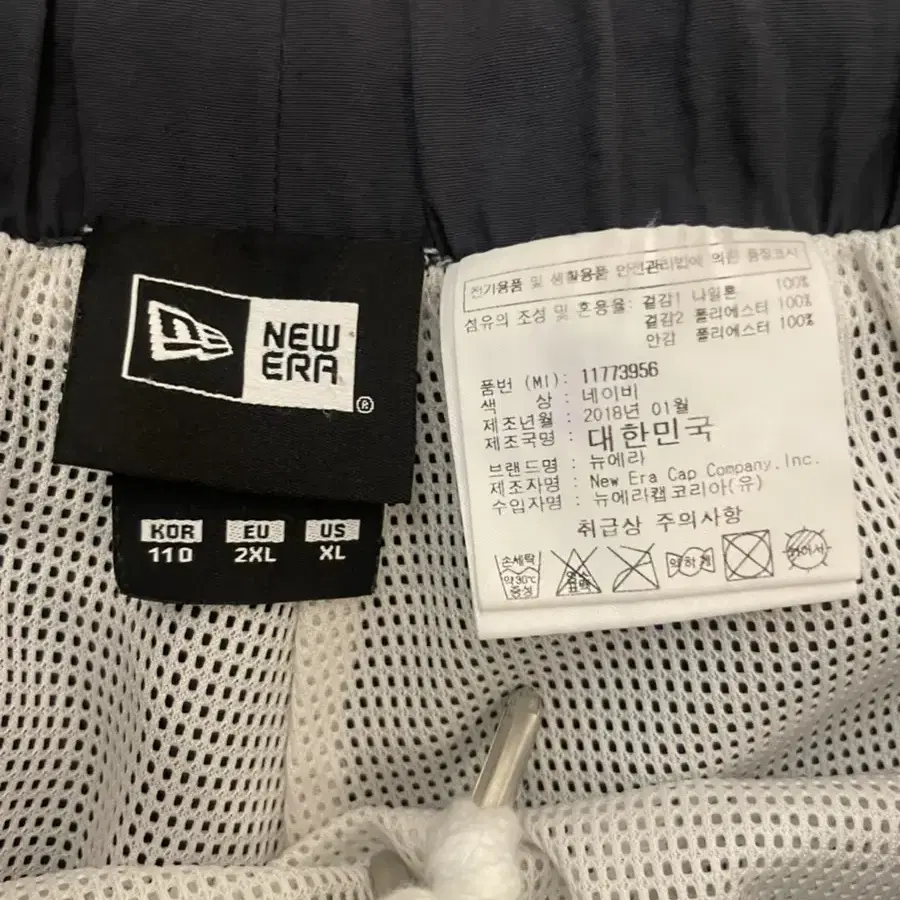 NEW
ERA
®
KOR EU US
110 2XL XL
전기용품 및 생활용품 안전관리법에 의한 품질표시
섬유의 조성 및 혼용율: 겉감1 나일론 100%
겉감2 폴리에스터 100%
안감 폴리에스터 100%
품번 (MI): 11773956
색 상 : 네이비
제조년월 : 2018년 01월
제조국명 : 대한민국
브랜드명 : 뉴에라
제조자명 : New Era Cap Company,Inc.
수입자명 : 뉴에라캡코리아(유)
취급상 주의사항
손세탁
약30℃
중성
염소
표백
약하게